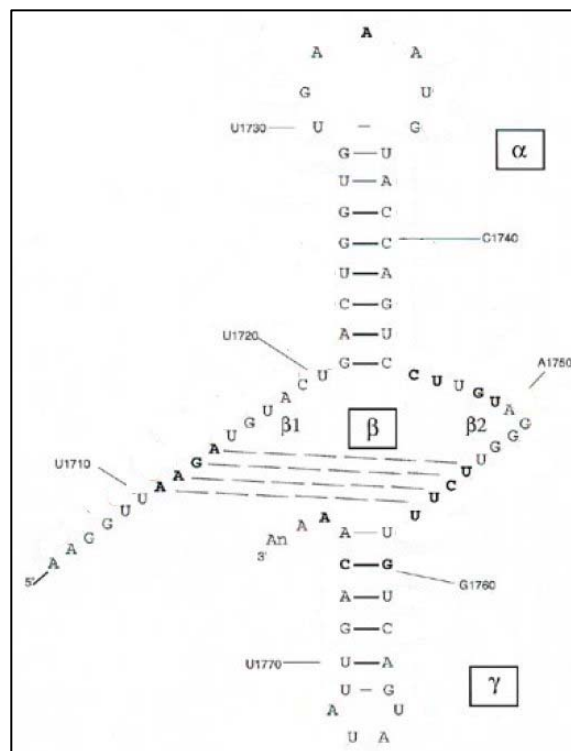 A
A A
G U
U1730 U – G
α
G — U
U — A
G — C
G — C C1740
U — A
C — G
A — U
U1720 G — C
U C A U G U
C U U G U A G G G U U C U U
A1750
β1 β β2
A G A A U U G G A A 5'
U1710
3' An A A — U
C — G G1760
A — U
G — C
U1770 U — A
U – G
γ
A U
U A